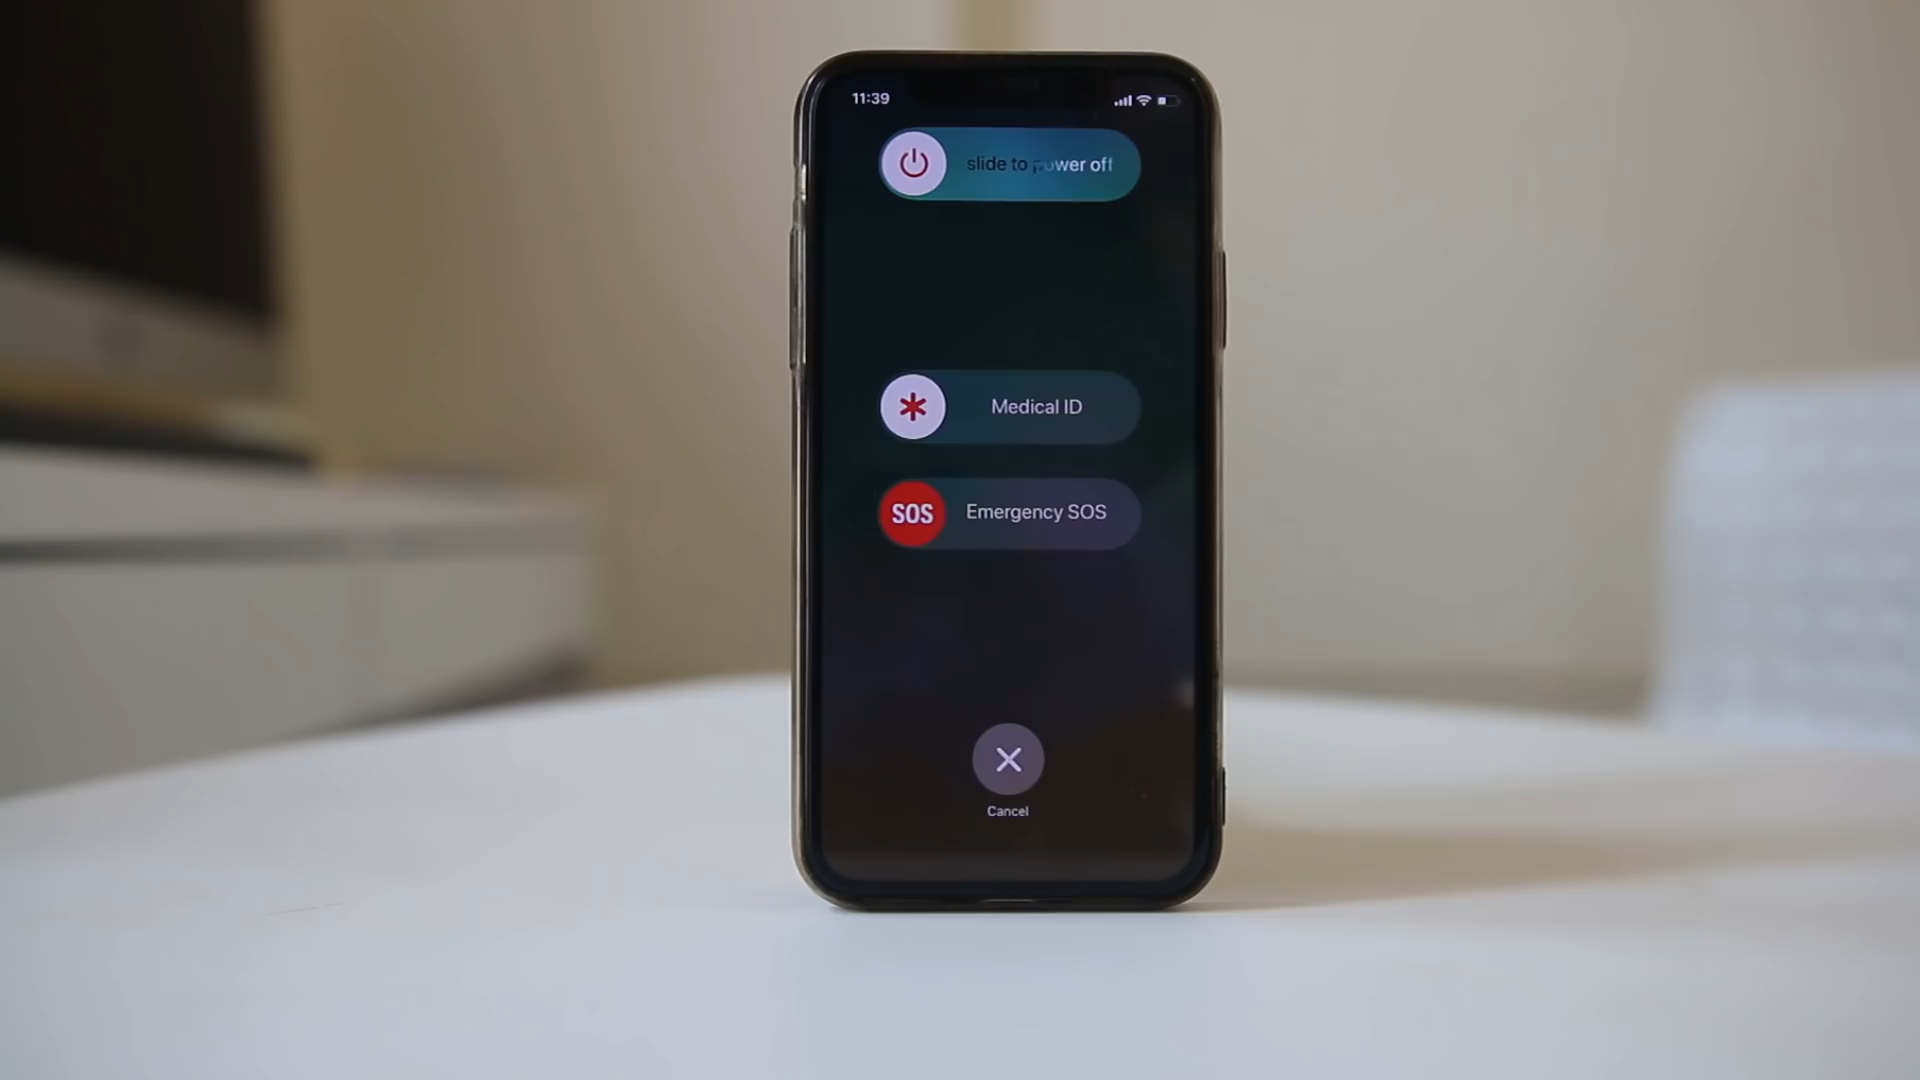 11:39
slide to power off
Medical ID
SOS
Emergency SOS
Cancel